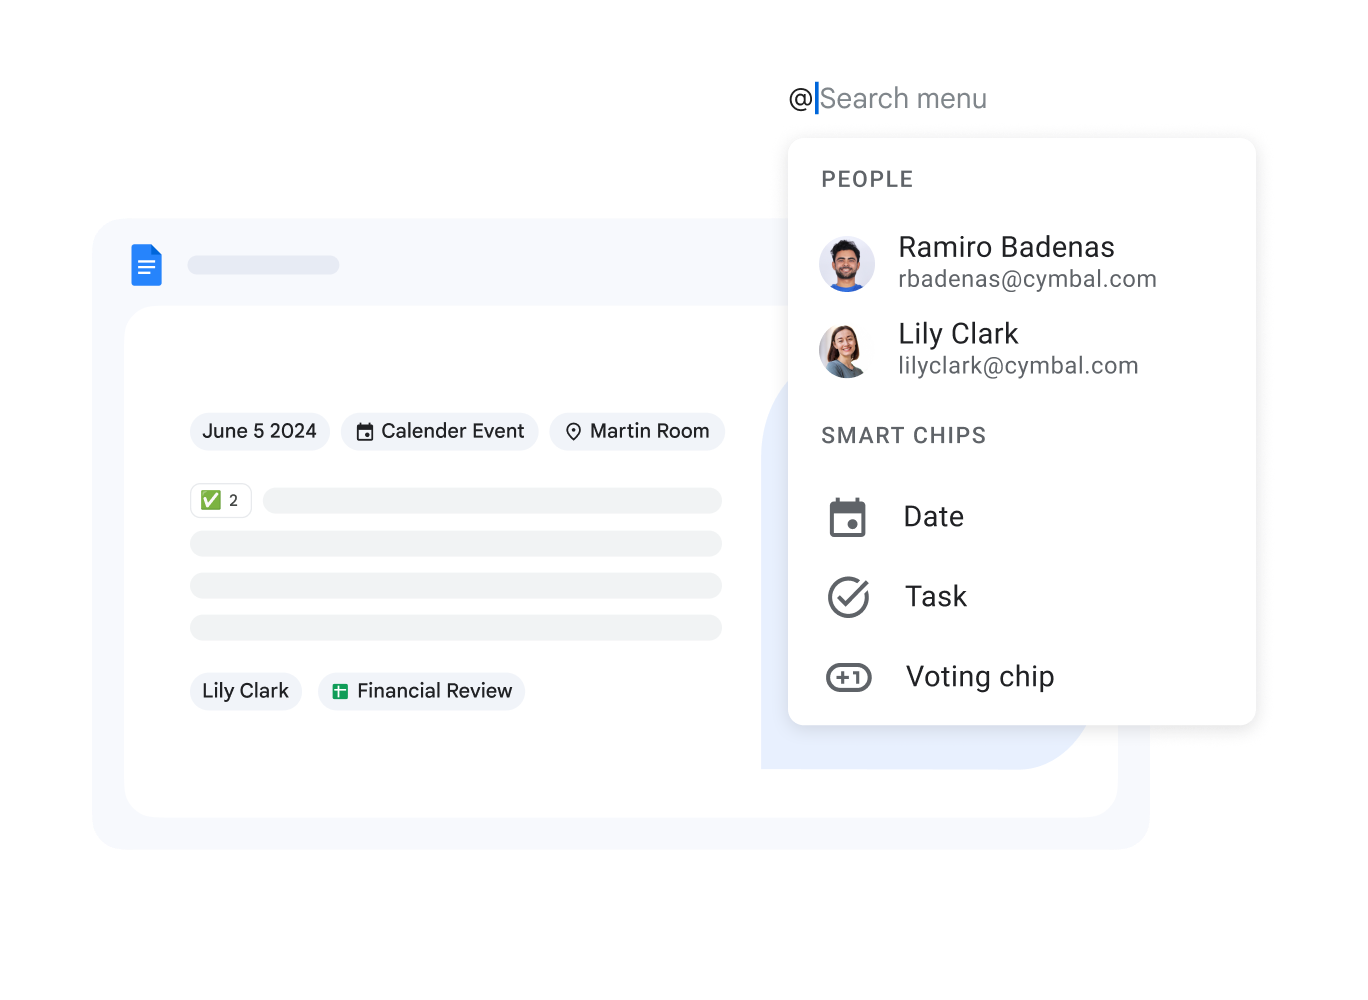 @Search menu
PEOPLE
Ramiro Badenas
rbadenas@cymbal.com
Lily Clark
lilyclark@cymbal.com
SMART CHIPS
Date
Task
+1 Voting chip
June 5 2024 Calender Event Martin Room
✅ 2
Lily Clark Financial Review